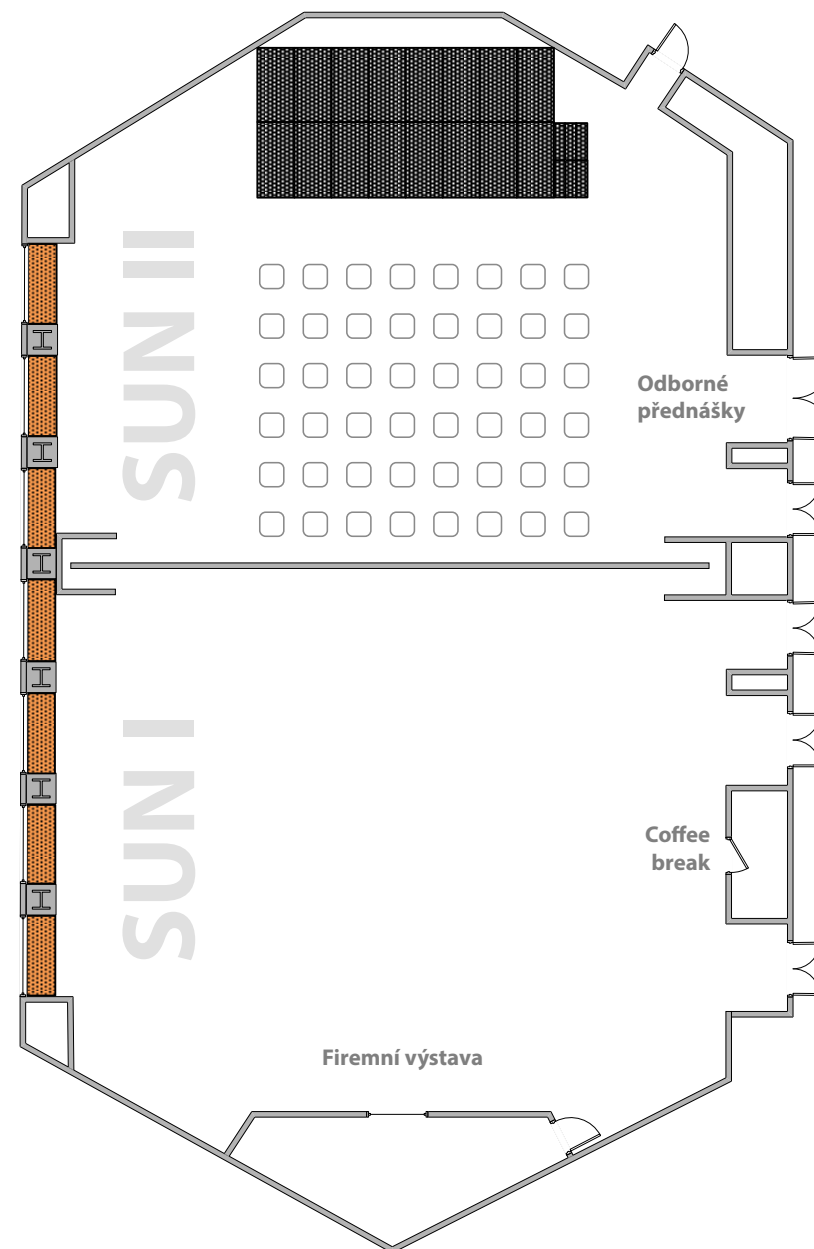 SUN II
Odborné
přednášky
SUN I
Coffee
break
Firemní výstava